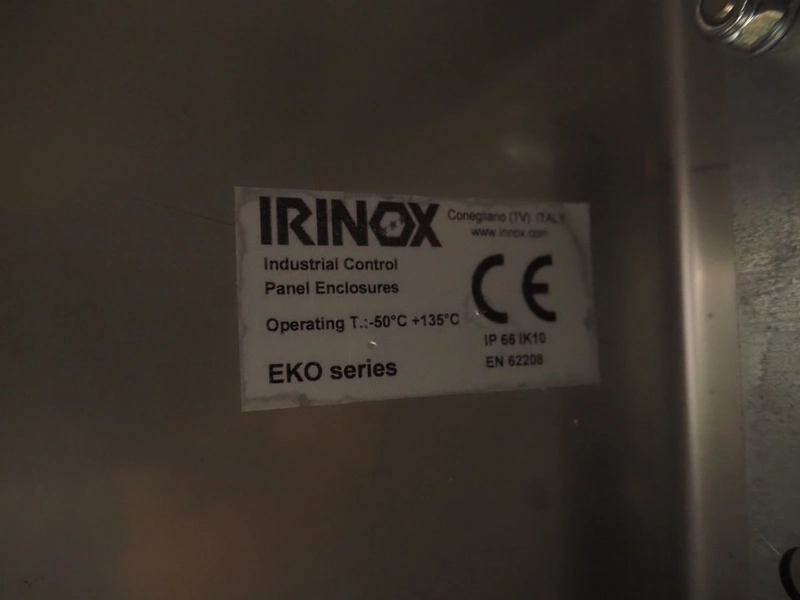 IRINOX
Conegliano (TV) ITALY
www.irinox.com
Industrial Control
Panel Enclosures
CE
Operating T.:-50°C +135°C
IP 66 IK10
EN 62208
EKO series